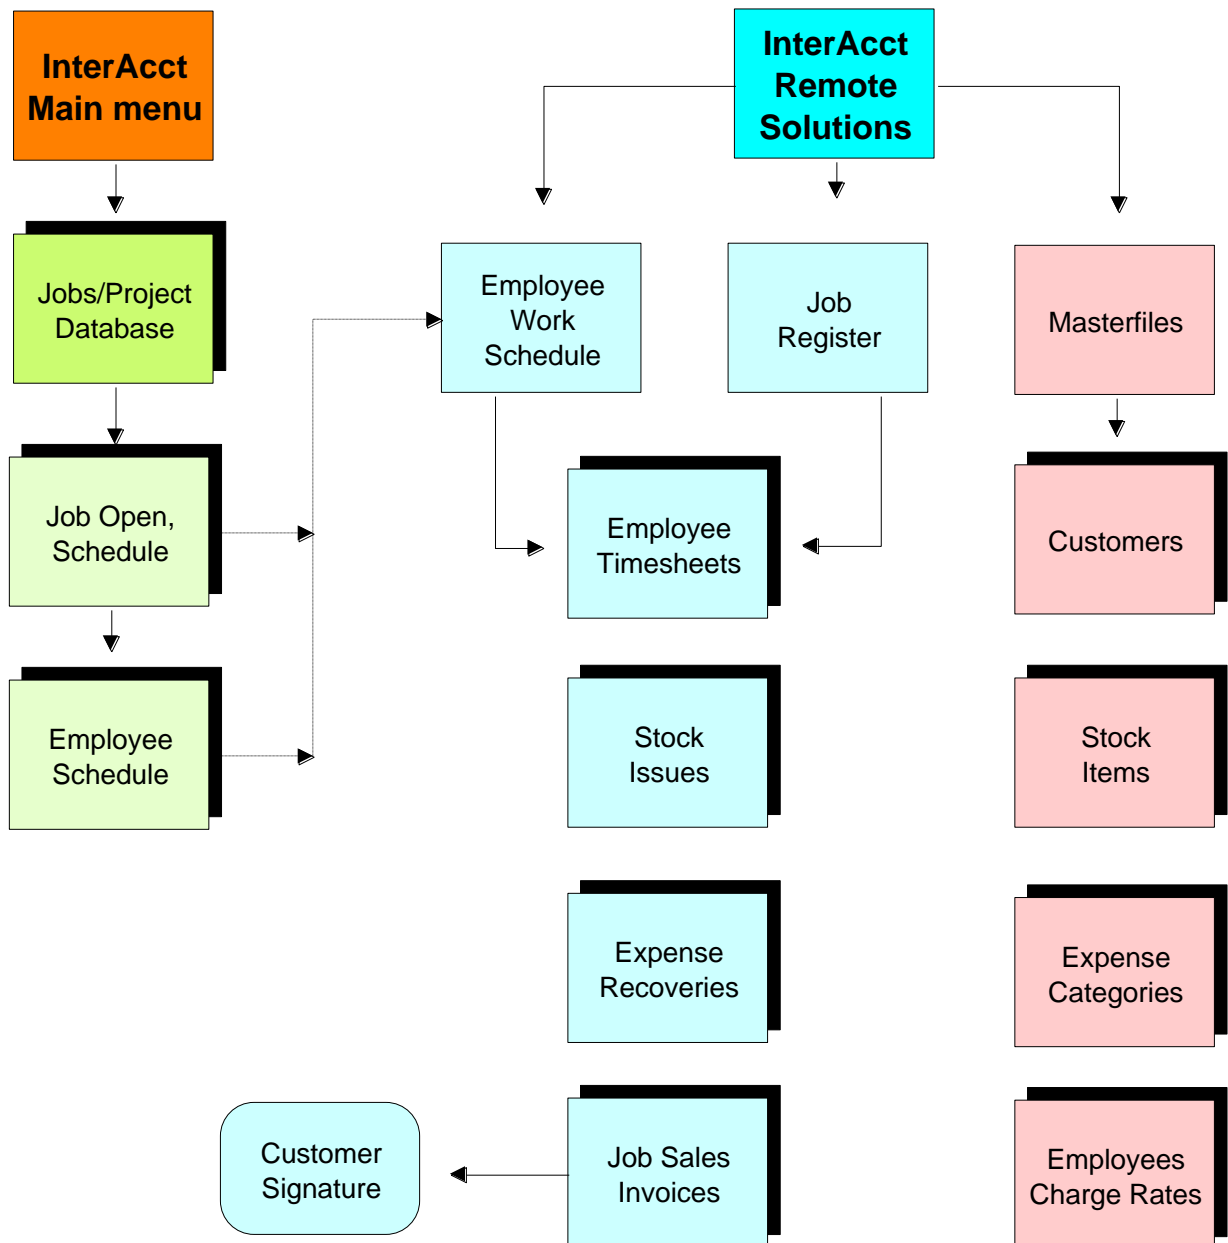 InterAcct
Main menu
InterAcct
Remote
Solutions
Jobs/Project
Database
Employee
Work
Schedule
Job
Register
Masterfiles
Job Open,
Schedule
Employee
Timesheets
Customers
Employee
Schedule
Stock
Issues
Stock
Items
Expense
Recoveries
Expense
Categories
Customer
Signature
Job Sales
Invoices
Employees
Charge Rates